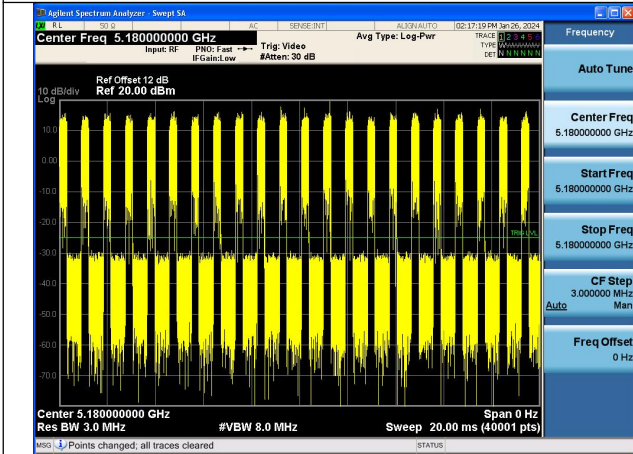 Agilent Spectrum Analyzer - Swept SA
RL 50 Ω AC SENSE:INT ALIGN AUTO 02:17:19 PM Jan 26, 2024
Center Freq 5.180000000 GHz
Input: RF PNO: Fast Trig: Video Avg Type: Log-Pwr TRACE 1 2 3 4 5 6
IFGain:Low #Atten: 30 dB TYPE
DET N N N N N N
Frequency
Auto Tune
Ref Offset 12 dB
10 dB/div Ref 20.00 dBm
Log
10.0
0.00
-10.0
-20.0
TRIG LVL
-30.0
-40.0
-50.0
-60.0
-70.0
Center Freq
5.180000000 GHz
Start Freq
5.180000000 GHz
Stop Freq
5.180000000 GHz
CF Step
3.000000 MHz
Auto Man
Freq Offset
0 Hz
Center 5.180000000 GHz Span 0 Hz
Res BW 3.0 MHz #VBW 8.0 MHz Sweep 20.00 ms (40001 pts)
MSG Points changed; all traces cleared STATUS